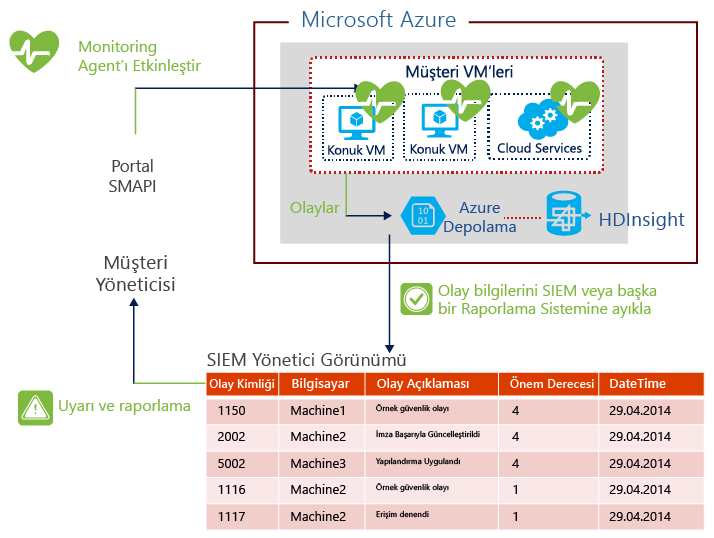 Microsoft Azure
Monitoring
Agent'ı Etkinleştir
Müşteri VM'leri
Konuk VM
Konuk VM
Cloud Services
Portal
SMAPI
Olaylar
10
01
Azure
Depolama
HDInsight
Müşteri
Yöneticisi
Olay bilgilerini SIEM veya başka
bir Raporlama Sistemine ayıkla
SIEM Yönetici Görünümü
Uyarı ve raporlama
Olay Kimliği Bilgisayar Olay Açıklaması Önem Derecesi DateTime
1150 Machine1 Örnek güvenlik olayı 4 29.04.2014
2002 Machine2 İmza Başarıyla Güncelleştirildi 4 29.04.2014
5002 Machine3 Yapılandırma Uygulandı 4 29.04.2014
1116 Machine2 Örnek güvenlik olayı 1 29.04.2014
1117 Machine2 Erişim denendi 1 29.04.2014